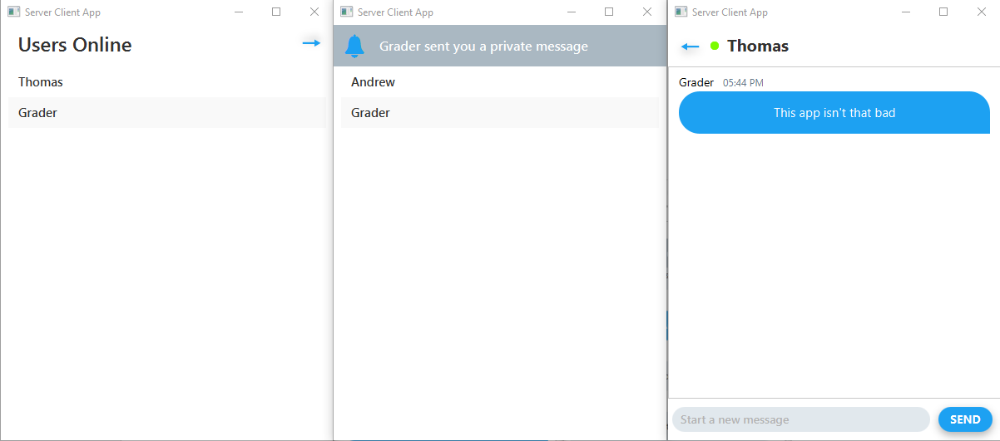 Server Client App
Users Online
Thomas
Grader
Server Client App
Grader sent you a private message
Andrew
Grader
Server Client App
Thomas
Grader 05:44 PM
This app isn't that bad
Start a new message
SEND